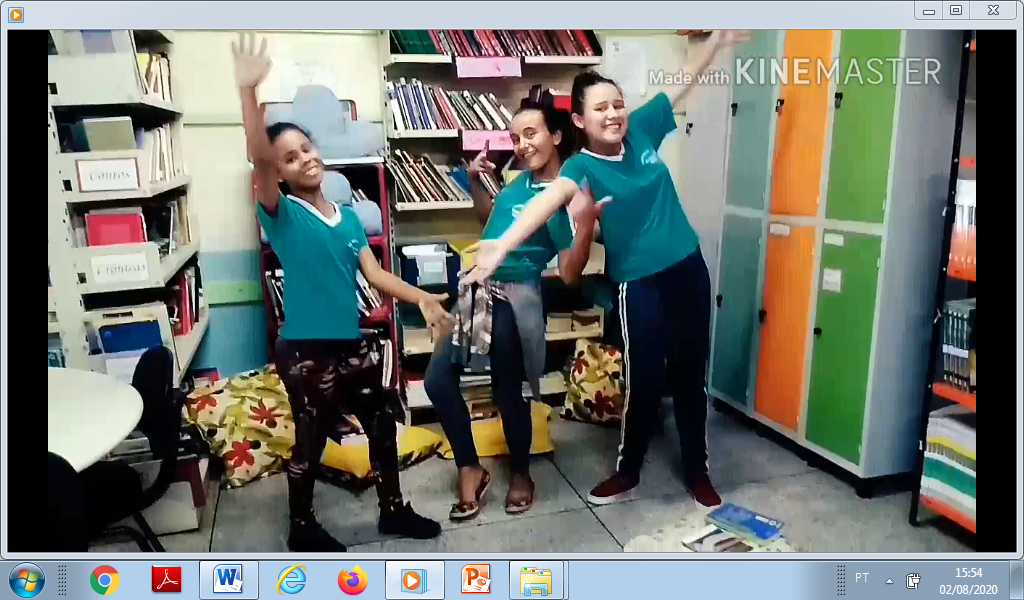 Made with KINEMASTER
Contos
Crônicas
PT
15:54
02/08/2020